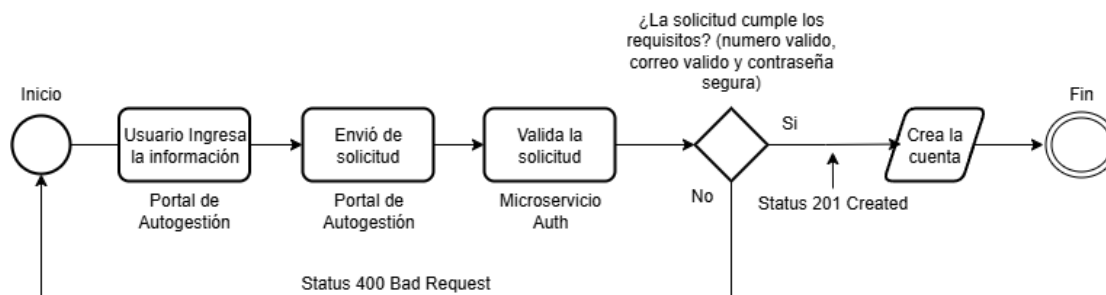 ¿La solicitud cumple los
requisitos? (numero valido,
correo valido y contraseña
segura)
Inicio
Fin
Usuario Ingresa
la información
Envió de
solicitud
Valida la
solicitud
Si
Crea la
cuenta
Portal de
Autogestión
Portal de
Autogestión
Microservicio
Auth
No
Status 201 Created
Status 400 Bad Request